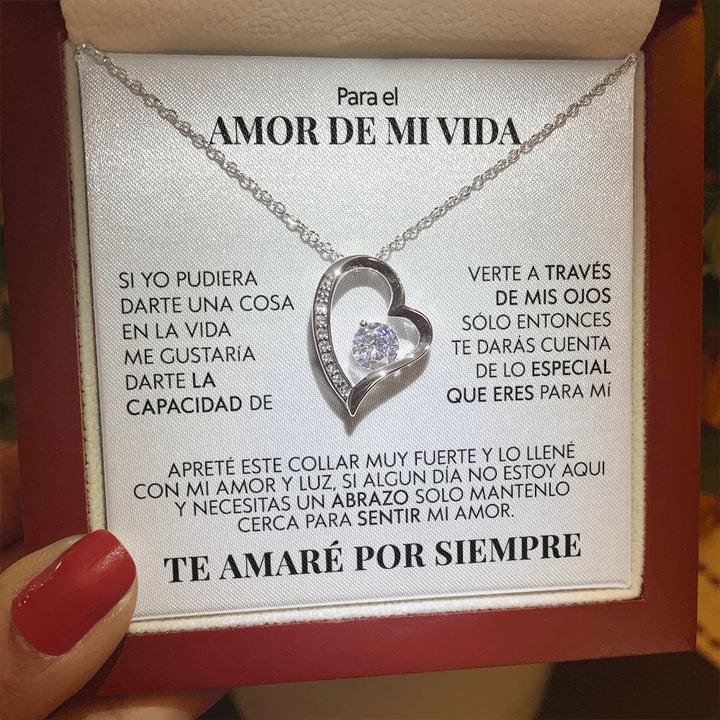 Para el
AMOR DE MI VIDA
SI YO PUDIERA
DARTE UNA COSA
EN LA VIDA
ME GUSTARÍA
DARTE LA
CAPACIDAD DE
VERTE A TRAVÉS
DE MIS OJOS
SÓLO ENTONCES
TE DARÁS CUENTA
DE LO ESPECIAL
QUE ERES PARA MÍ
APRETÉ ESTE COLLAR MUY FUERTE Y LO LLENÉ
CON MI AMOR Y LUZ, SI ALGUN DÍA NO ESTOY AQUI
Y NECESITAS UN ABRAZO SOLO MANTENLO
CERCA PARA SENTIR MI AMOR.
TE AMARÉ POR SIEMPRE